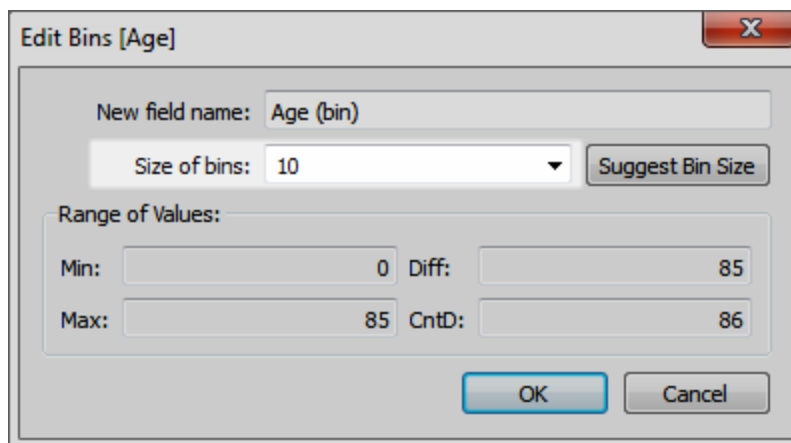 Edit Bins [Age]
New field name: Age (bin)
Size of bins: 10 Suggest Bin Size
Range of Values:
Min: 0 Diff: 85
Max: 85 CntD: 86
OK Cancel